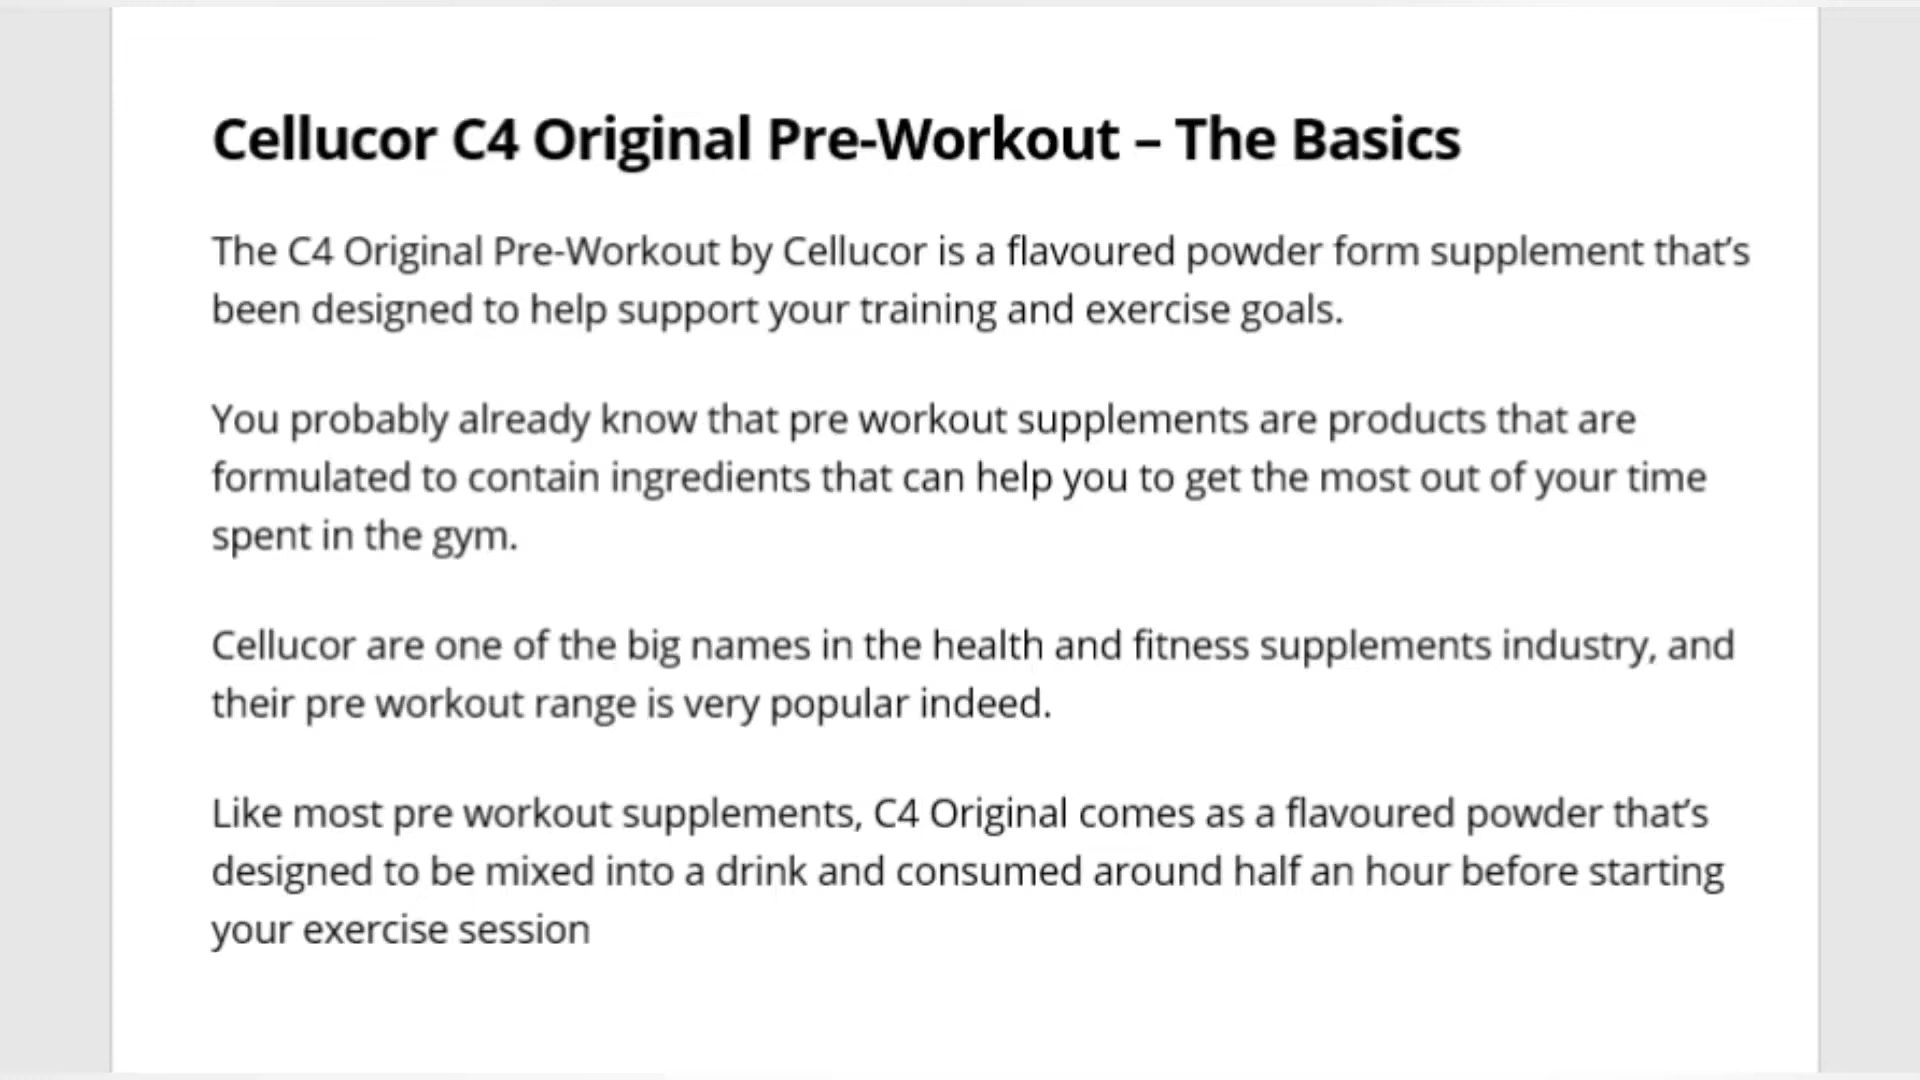 Cellucor C4 Original Pre-Workout – The Basics
The C4 Original Pre-Workout by Cellucor is a flavoured powder form supplement that’s
been designed to help support your training and exercise goals.
You probably already know that pre workout supplements are products that are
formulated to contain ingredients that can help you to get the most out of your time
spent in the gym.
Cellucor are one of the big names in the health and fitness supplements industry, and
their pre workout range is very popular indeed.
Like most pre workout supplements, C4 Original comes as a flavoured powder that’s
designed to be mixed into a drink and consumed around half an hour before starting
your exercise session